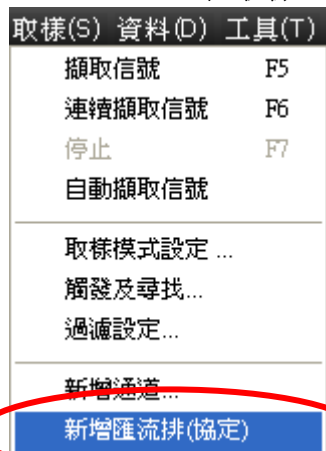 取樣(S) 資料(D) 工具(T)
擷取信號 F5
連續擷取信號 F6
停止 F7
自動擷取信號
取樣模式設定 ...
觸發及尋找...
過濾設定...
新增通道...
新增匯流排(協定)